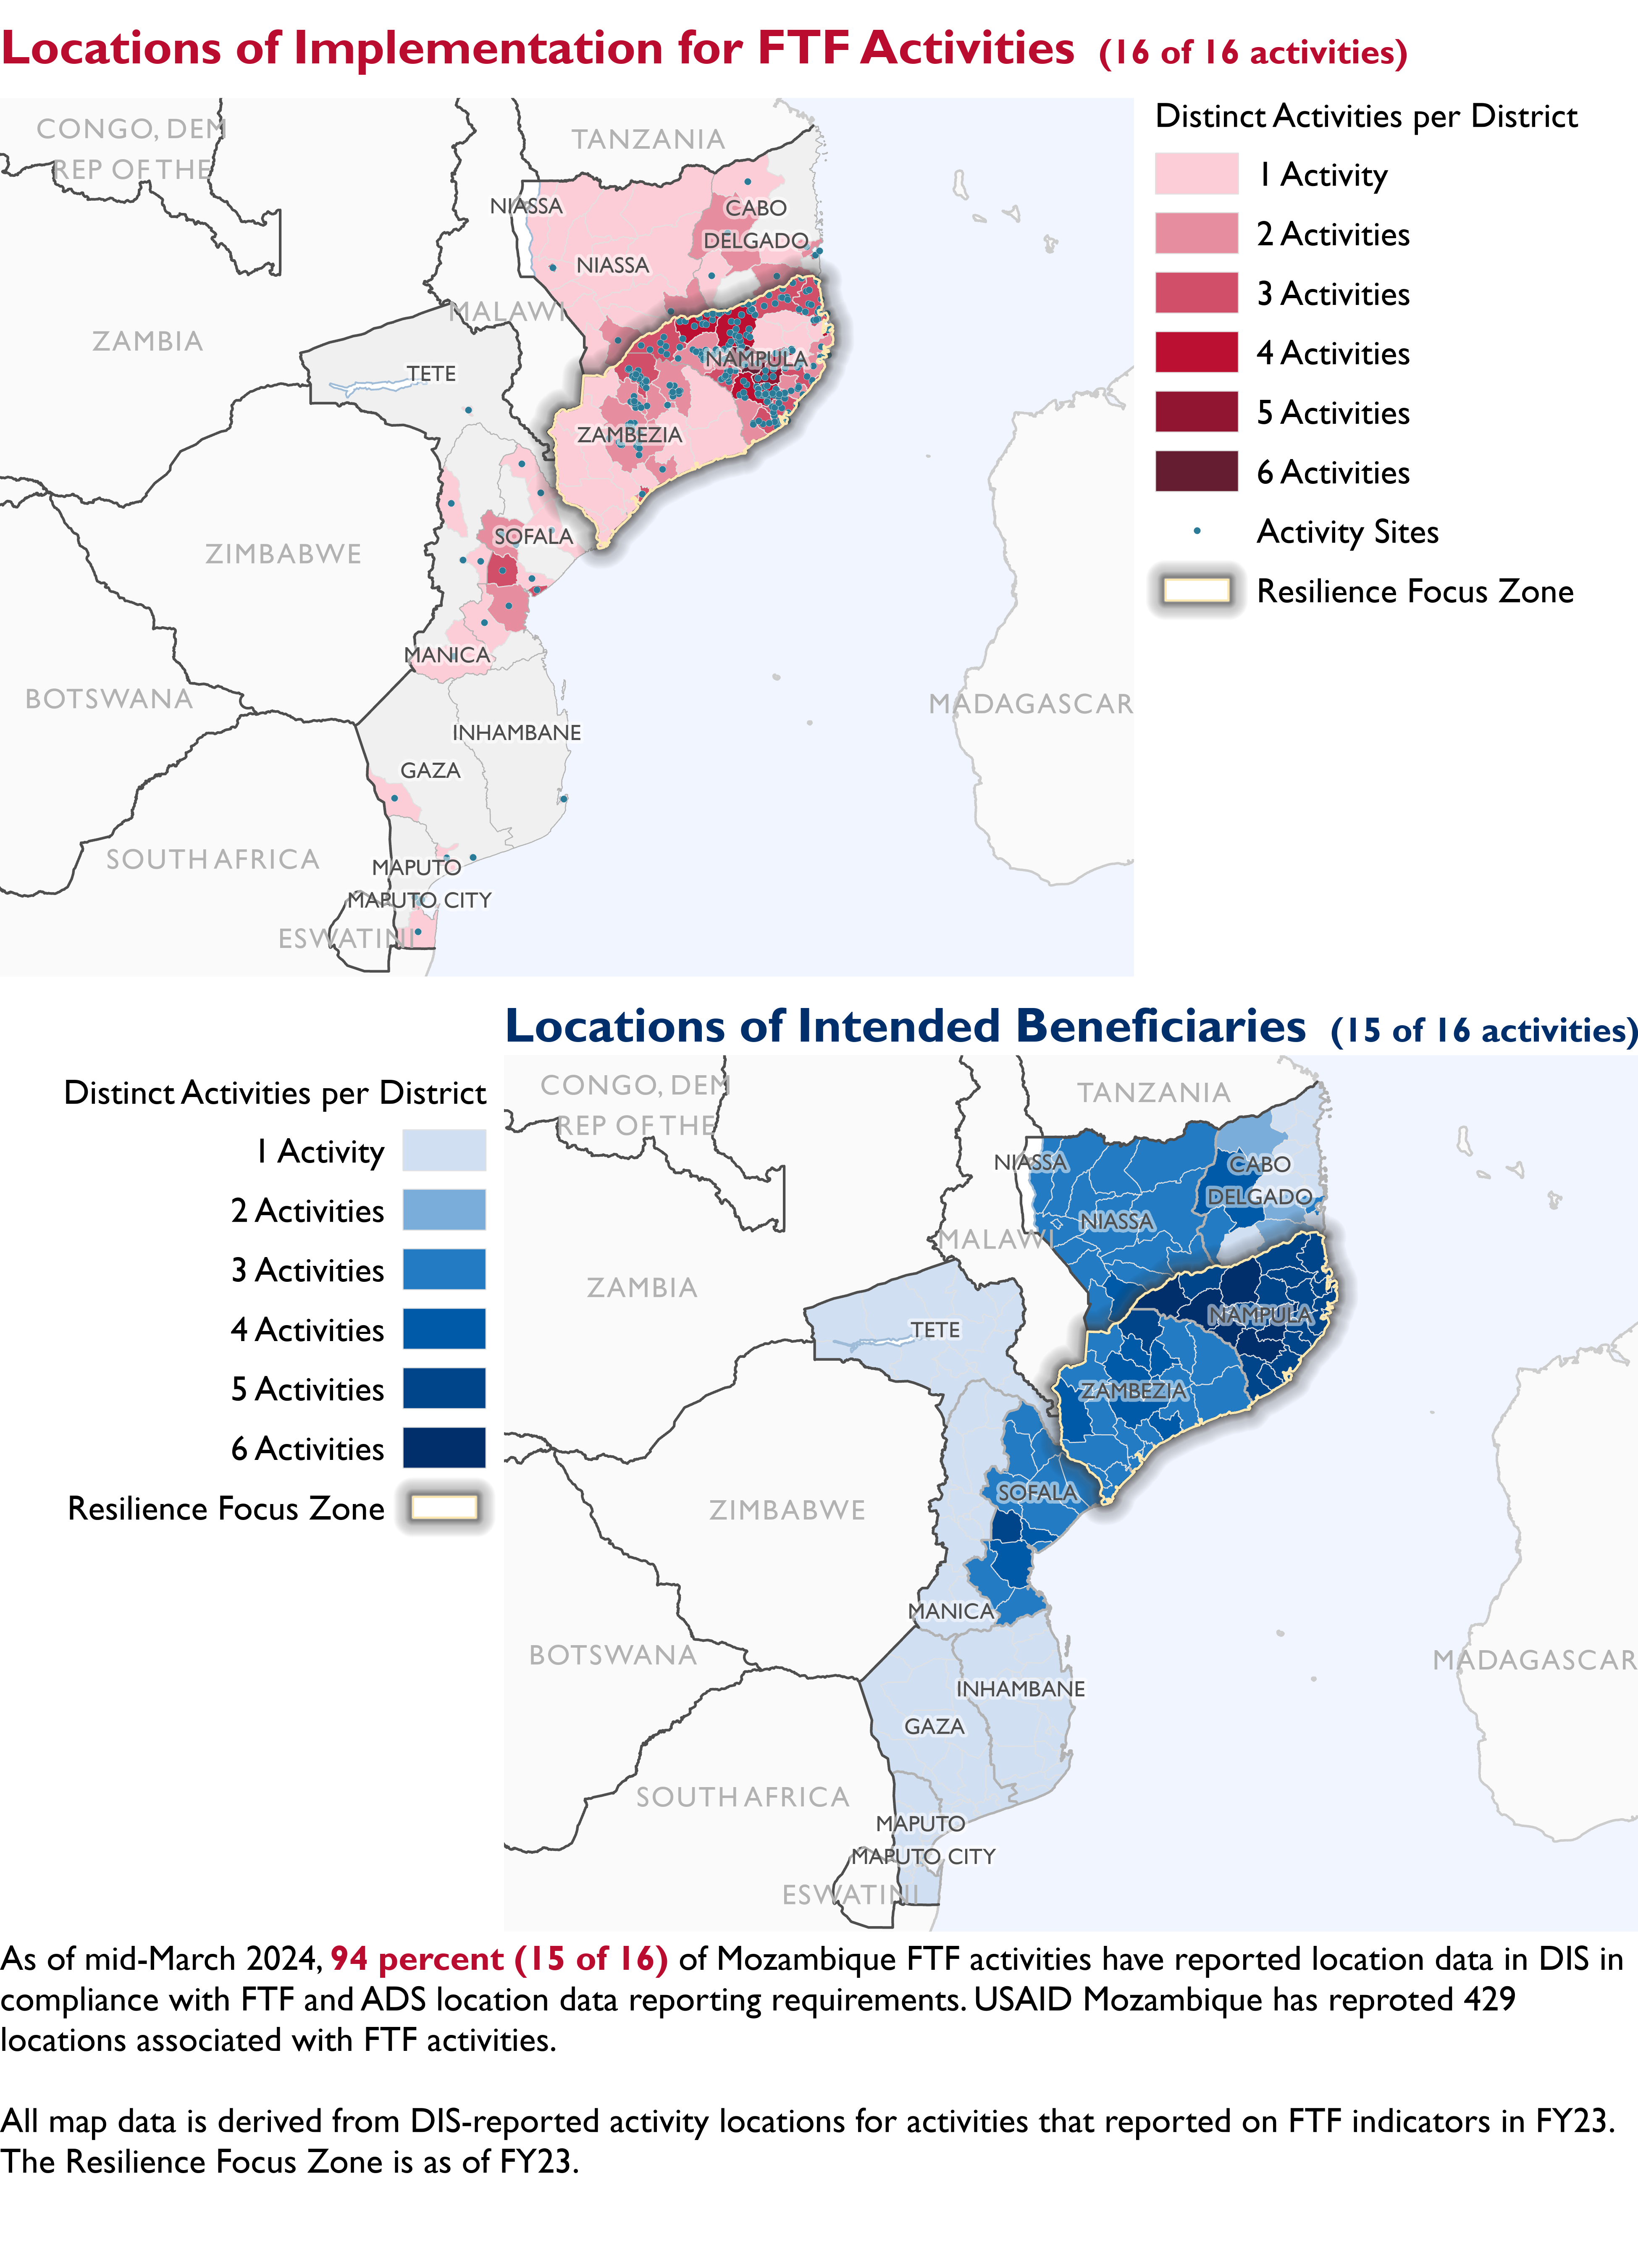 Locations of Implementation for FTF Activities (16 of 16 activities)
CONGO, DEM
REP OF THE
TANZANIA
NIASSA
CABO
DELGADO
NIASSA
MALAWI
ZAMBIA
TETE
NAMPULA
ZAMBEZIA
ZIMBABWE
SOFALA
MANICA
BOTSWANA
MADAGASCAR
INHAMBANE
GAZA
SOUTH AFRICA
MAPUTO
MAPUTO CITY
ESWATINI
Distinct Activities per District
1 Activity
2 Activities
3 Activities
4 Activities
5 Activities
6 Activities
Activity Sites
Resilience Focus Zone
Locations of Intended Beneficiaries (15 of 16 activities)
Distinct Activities per District
1 Activity
2 Activities
3 Activities
4 Activities
5 Activities
6 Activities
Resilience Focus Zone
CONGO, DEM
REP OF THE
TANZANIA
NIASSA
CABO
DELGADO
NIASSA
MALAWI
ZAMBIA
TETE
NAMPULA
ZAMBEZIA
SOFALA
ZIMBABWE
MANICA
BOTSWANA
MADAGASCAR
INHAMBANE
GAZA
SOUTH AFRICA
MAPUTO
MAPUTO CITY
ESWATINI
As of mid-March 2024, 94 percent (15 of 16) of Mozambique FTF activities have reported location data in DIS in
compliance with FTF and ADS location data reporting requirements. USAID Mozambique has reproted 429
locations associated with FTF activities.
All map data is derived from DIS-reported activity locations for activities that reported on FTF indicators in FY23.
The Resilience Focus Zone is as of FY23.